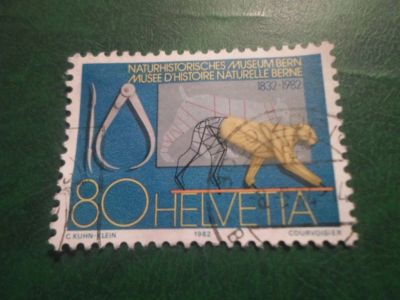 NATURHISTORISCHES MUSEUM BERN
MUSEE D'HISTOIRE NATURELLE BERNE
1832-1982
80 HELVETIA
C. KUHN-KLEIN 1982 COURVOISIER